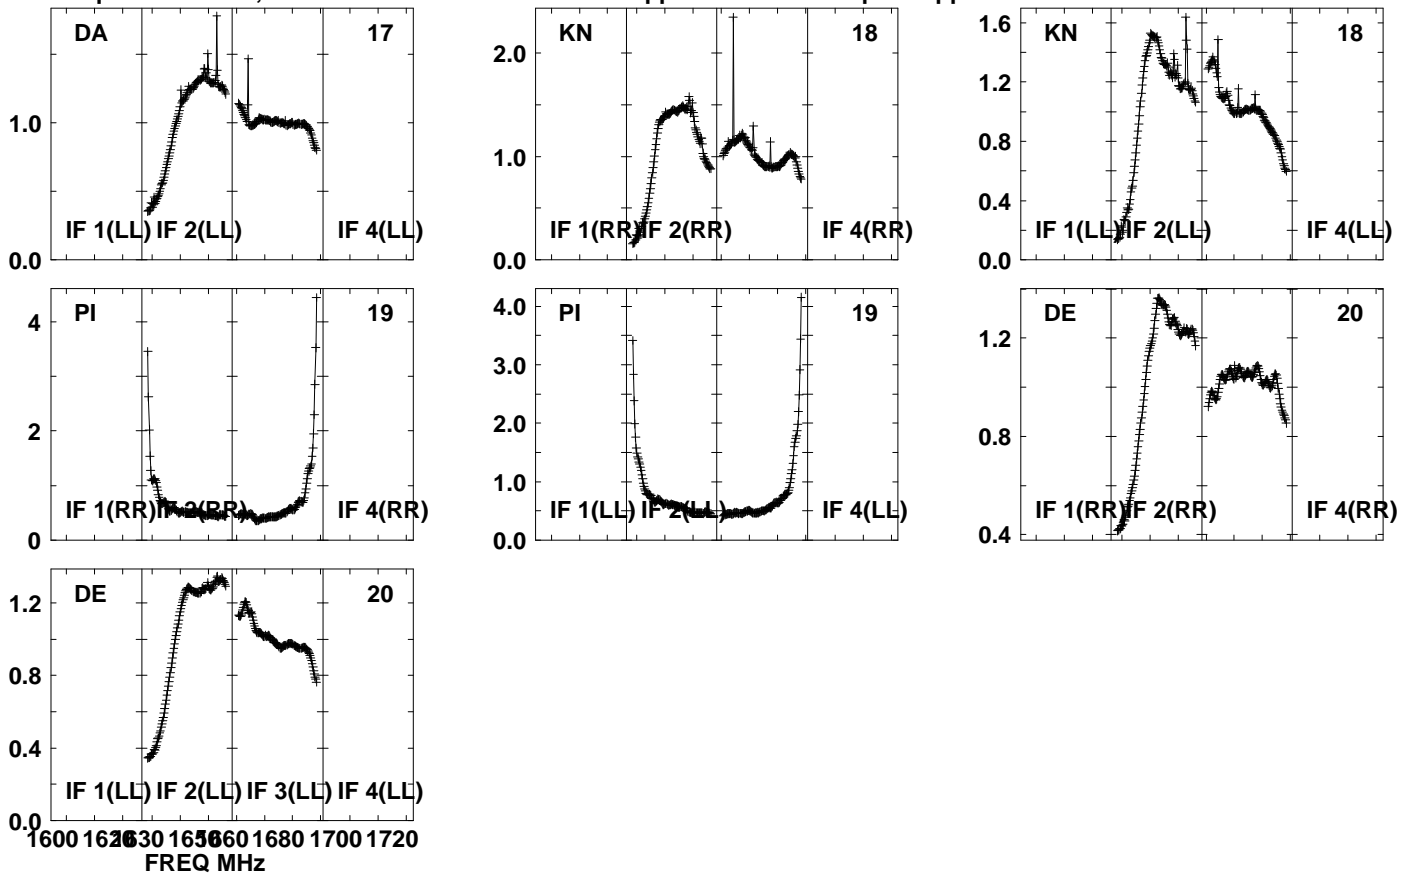 DA 17
1.0
0.0
IF 1(LL) IF 2(LL) IF 4(LL)
KN 18
2.0
1.0
0.0
IF 1(RR) IF 2(RR) IF 4(RR)
KN 18
1.6
1.2
0.8
0.4
0.0
IF 1(LL) IF 2(LL) IF 4(LL)
PI 19
4
2
0
IF 1(RR) IF 2(RR) IF 4(RR)
PI 19
4.0
3.0
2.0
1.0
0.0
IF 1(LL) IF 2(LL) IF 4(LL)
DE 20
1.2
0.8
0.4
IF 1(RR) IF 2(RR) IF 4(RR)
DE 20
1.2
0.8
0.4
0.0
IF 1(LL) IF 2(LL) IF 3(LL) IF 4(LL)
1600 1620 1630 1650 1660 1680 1700 1720
FREQ MHz